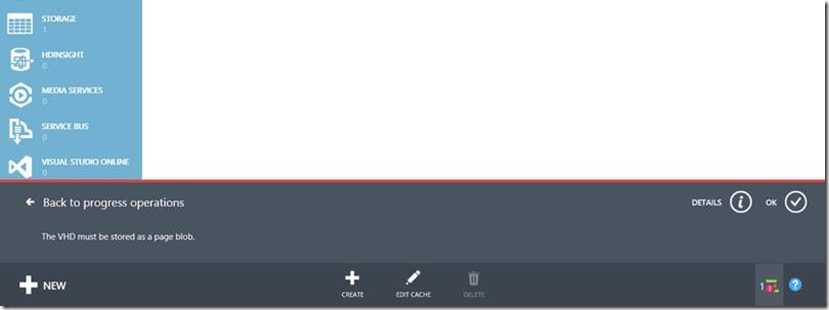 STORAGE
1
HDINSIGHT
0
MEDIA SERVICES
0
SERVICE BUS
0
VISUAL STUDIO ONLINE
0
Back to progress operations
DETAILS
OK
The VHD must be stored as a page blob.
NEW
CREATE
EDIT CACHE
DELETE
1
?